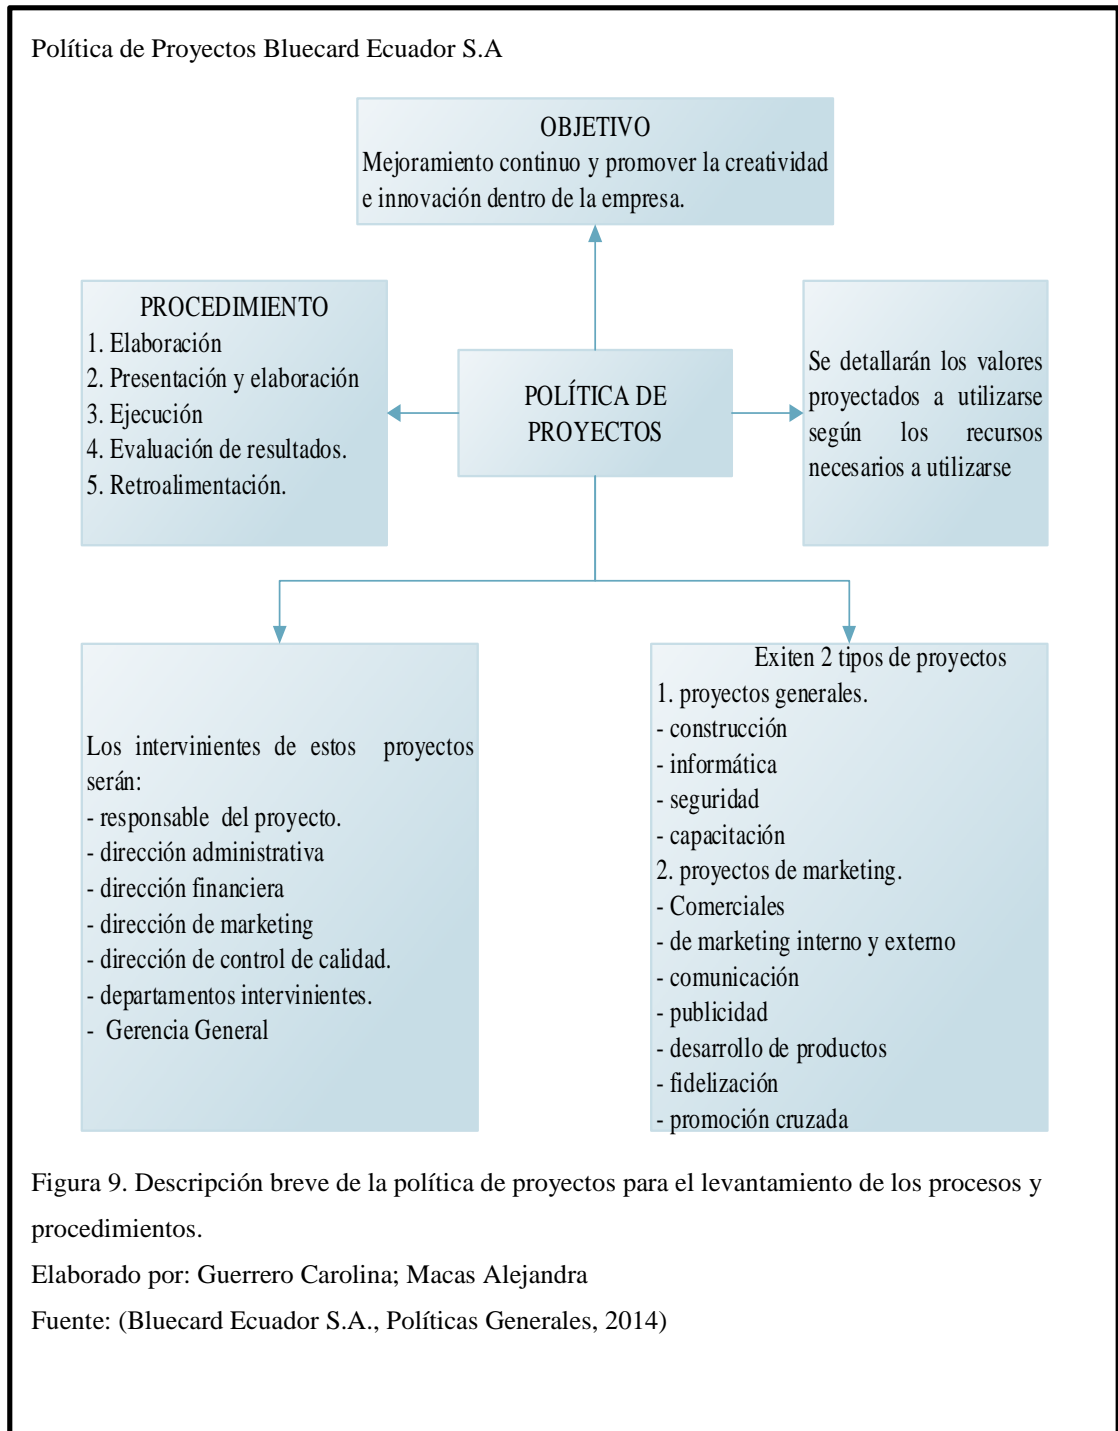 Política de Proyectos Bluecard Ecuador S.A
OBJETIVO
Mejoramiento continuo y promover la creatividad
e innovación dentro de la empresa.
PROCEDIMIENTO
1. Elaboración
2. Presentación y elaboración
3. Ejecución
4. Evaluación de resultados.
5. Retroalimentación.
POLÍTICA DE
PROYECTOS
Se detallarán los valores
proyectados a utilizarse
según los recursos
necesarios a utilizarse
Los intervinientes de estos proyectos
serán:
- responsable del proyecto.
- dirección administrativa
- dirección financiera
- dirección de marketing
- dirección de control de calidad.
- departamentos intervinientes.
- Gerencia General
Exiten 2 tipos de proyectos
1. proyectos generales.
- construcción
- informática
- seguridad
- capacitación
2. proyectos de marketing.
- Comerciales
- de marketing interno y externo
- comunicación
- publicidad
- desarrollo de productos
- fidelización
- promoción cruzada
Figura 9. Descripción breve de la política de proyectos para el levantamiento de los procesos y
procedimientos.
Elaborado por: Guerrero Carolina; Macas Alejandra
Fuente: (Bluecard Ecuador S.A., Políticas Generales, 2014)